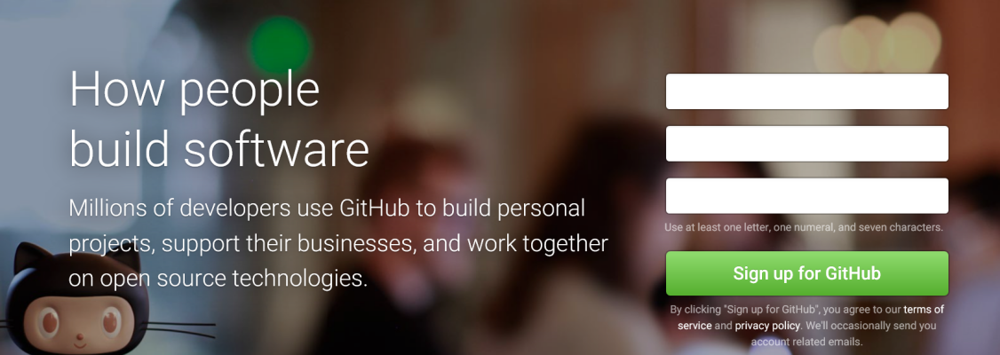 How people
build software
Millions of developers use GitHub to build personal
projects, support their businesses, and work together
on open source technologies.
Use at least one letter, one numeral, and seven characters.
Sign up for GitHub
By clicking "Sign up for GitHub", you agree to our terms of
service and privacy policy. We'll occasionally send you
account related emails.